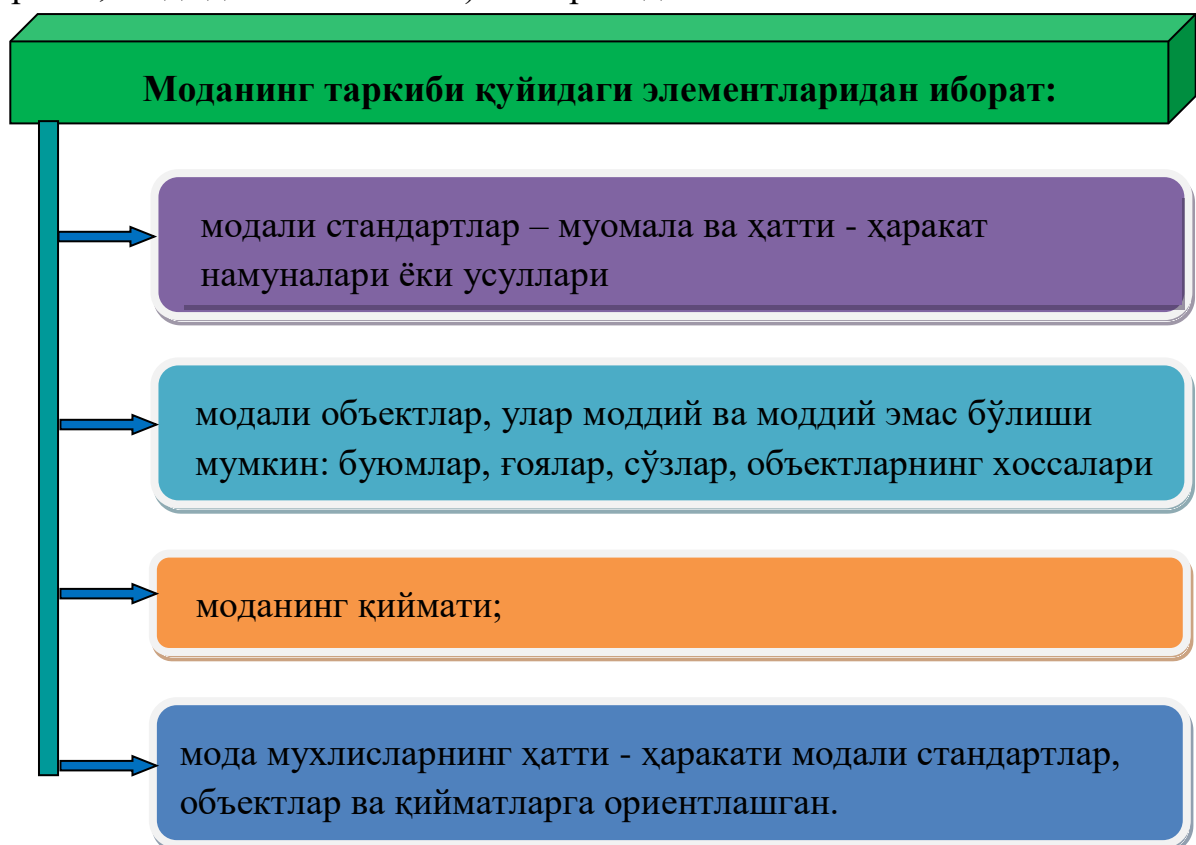 Моданинг таркиби қуйидаги элементларидан иборат:
модали стандартлар – муомала ва ҳатти - ҳаракат
намуналари ёки усуллари
модали объектлар, улар моддий ва моддий эмас бўлиши
мумкин: буюмлар, ғоялар, сўзлар, объектларнинг хоссалари
моданинг қиймати;
мода мухлисларнинг ҳатти - ҳаракати модали стандартлар,
объектлар ва қийматларга ориентлашган.